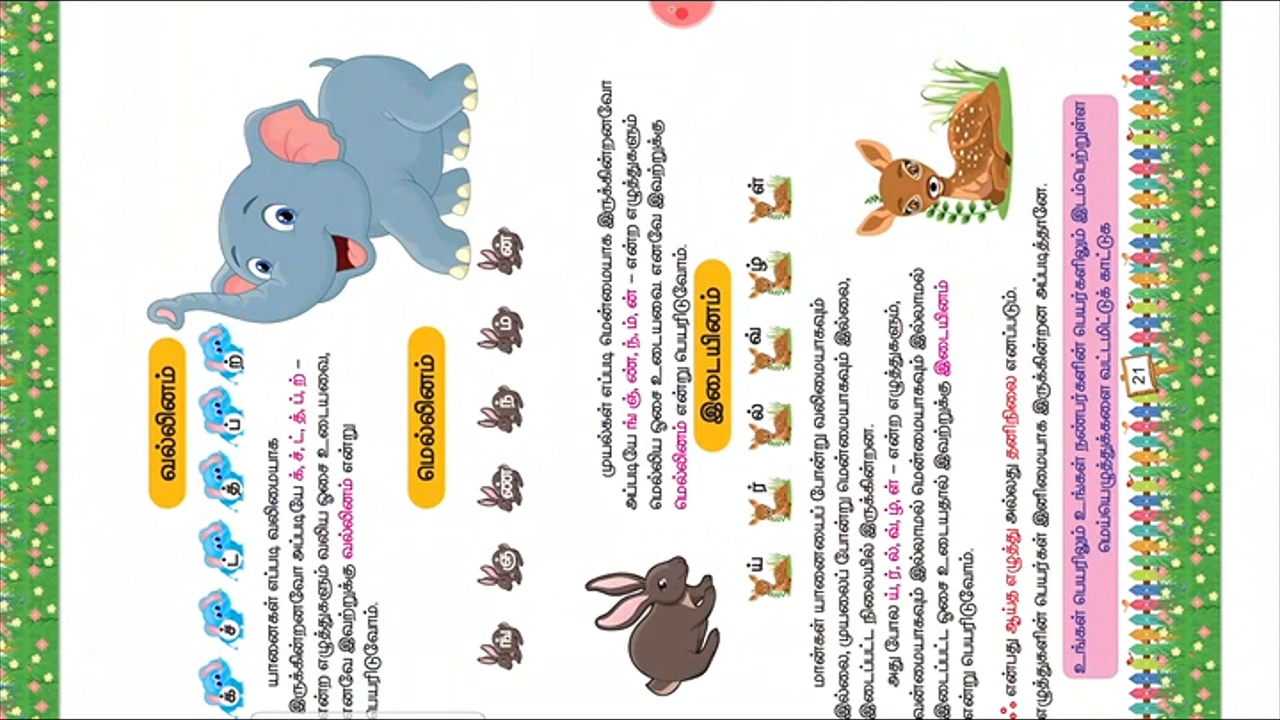 வல்லினம்
க் ச் ட் த் ப் ற்
யானைகள் எப்படி வலிமையாக
இருக்கின்றனவோ அப்படியே க், ச், ட், த், ப், ற் –
என்ற எழுத்துகளும் வலிய ஓசை உடையவை,
எனவே இவற்றுக்கு வல்லினம் என்று
பெயரிடுவோம்.
மெல்லினம்
ங் ஞ் ண் ந் ம் ன்
முயல்கள் எப்படி மென்மையாக இருக்கின்றனவோ
அப்படியே ங், ஞ், ண், ந், ம், ன் – என்ற எழுத்துகளும்
மெல்லிய ஓசை உடையவை. எனவே இவற்றுக்கு
மெல்லினம் என்று பெயரிடுவோம்.
இடையினம்
ய் ர் ல் வ் ழ் ள்
மான்கள் யானையைப் போன்று வலிமையாகவும்
இல்லை, முயலைப் போன்று மென்மையாகவும் இல்லை,
இடைப்பட்ட நிலையில் இருக்கின்றன.
அது போல ய், ர், ல், வ், ழ், ள் – என்ற எழுத்துகளும்,
வன்மையாகவும் இல்லாமல் மென்மையாகவும் இல்லாமல்
இடைப்பட்ட ஓசை உடையதால் இவற்றுக்கு இடையினம்
என்று பெயரிடுவோம்.
ஃ என்பது ஆய்த எழுத்து அல்லது தனிநிலை எனப்படும்.
எழுத்துகளின் பெயர்கள் இனிமையாக இருக்கின்றன அப்படித்தானே.
உங்கள் பெயரிலும் உங்கள் நண்பர்களின் பெயர்களிலும் இடம்பெற்றுள்ள
மெய்யெழுத்துக்களை வட்டமிட்டுக் காட்டுக
21